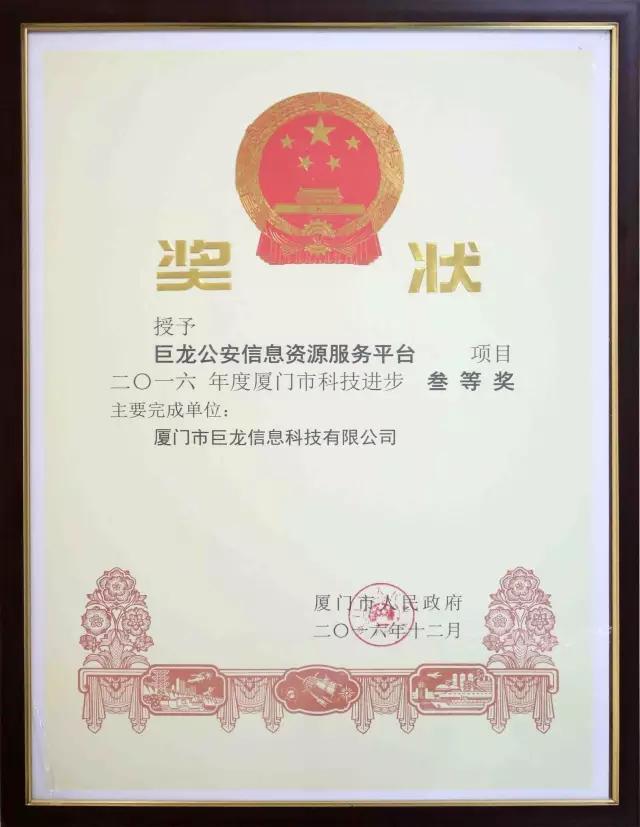 奖 状
授予
巨龙公安信息资源服务平台 项目
二〇一六 年度厦门市科技进步 叁等奖
主要完成单位：
厦门市巨龙信息科技有限公司
厦门市人民政府
二〇一六年十二月